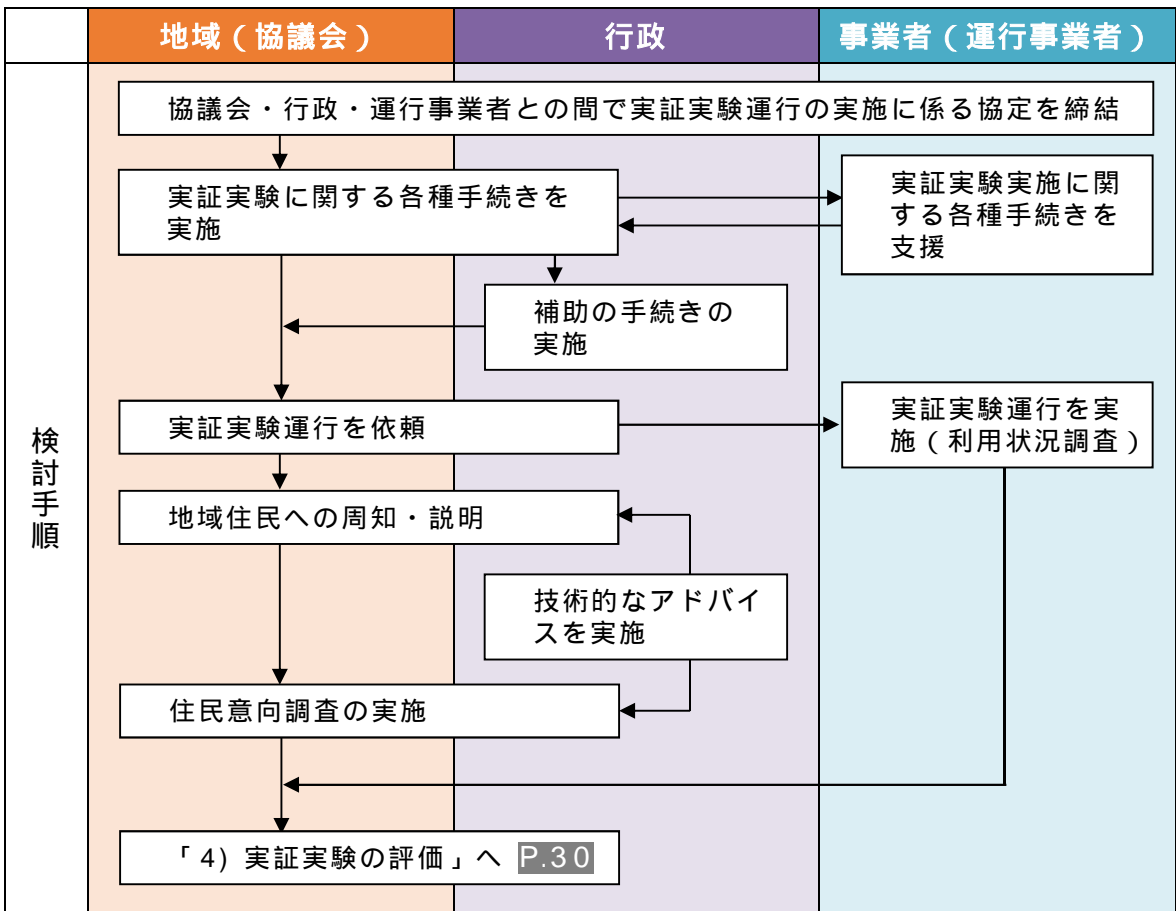 地域（協議会）
行政
事業者（運行事業者）
検討手順
協議会・行政・運行事業者との間で実証実験運行の実施に係る協定を締結
実証実験に関する各種手続きを
実施
実証実験実施に関
する各種手続きを
支援
補助の手続きの
実施
実証実験運行を依頼
実証実験運行を実
施（利用状況調査）
地域住民への周知・説明
技術的なアドバイ
スを実施
住民意向調査の実施
「4) 実証実験の評価」へ P.30